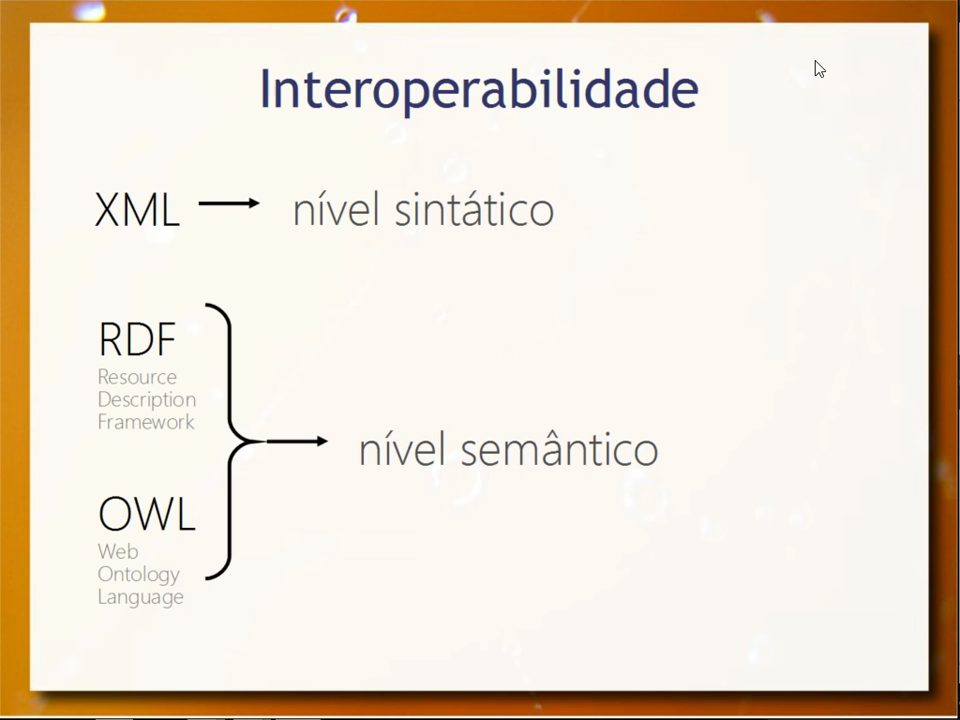 Interoperabilidade
XML
nível sintático
RDF
Resource
Description
Framework
nível semântico
OWL
Web
Ontology
Language